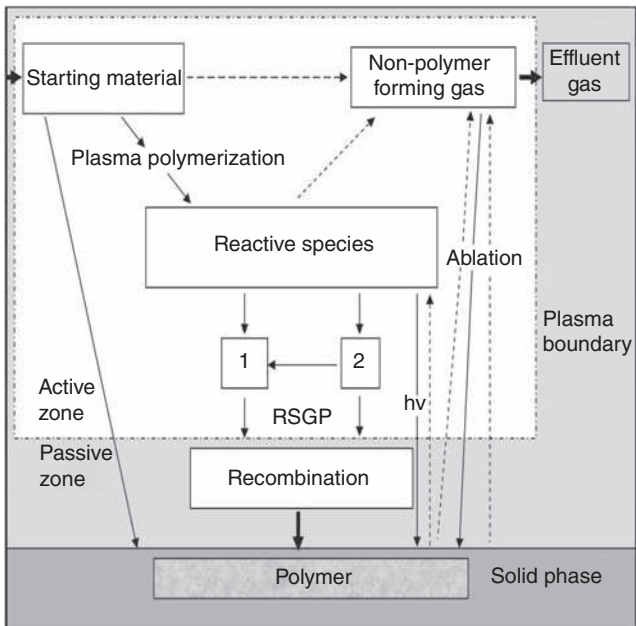 Starting material
Non-polymer
forming gas
Effluent
gas
Plasma polymerization
Reactive species
Ablation
Plasma
boundary
1
2
Active
zone
RSGP
hv
Passive
zone
Recombination
Polymer
Solid phase